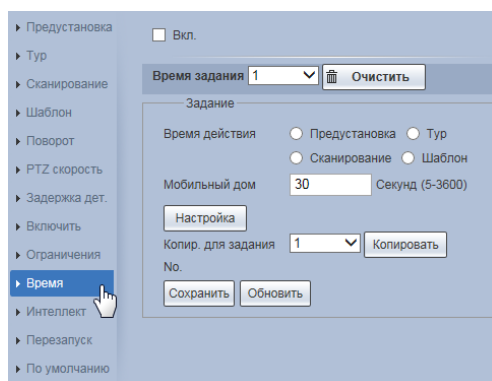 Предустановка
Тур
Сканирование
Шаблон
Поворот
PTZ скорость
Задержка дет.
Включить
Ограничения
Время
Интеллект
Перезапуск
По умолчанию
Вкл.
Время задания 1 Очистить
Задание
Время действия Предустановка Тур
Сканирование Шаблон
Мобильный дом 30 Секунд (5-3600)
Настройка
Копир. для задания 1 Копировать
No.
Сохранить Обновить